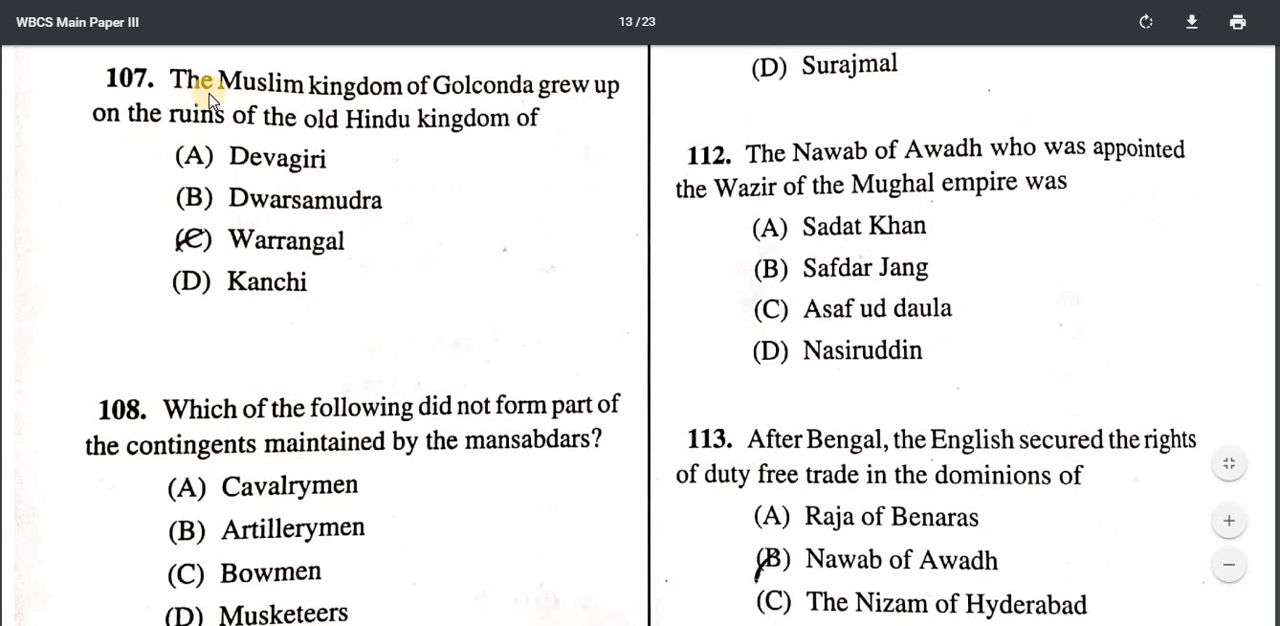 WBCS Main Paper III
13 / 23
107. The Muslim kingdom of Golconda grew up
on the ruins of the old Hindu kingdom of
(A) Devagiri
(B) Dwarsamudra
(C) Warrangal
(D) Kanchi
108. Which of the following did not form part of
the contingents maintained by the mansabdars?
(A) Cavalrymen
(B) Artillerymen
(C) Bowmen
(D) Musketeers
(D) Surajmal
112. The Nawab of Awadh who was appointed
the Wazir of the Mughal empire was
(A) Sadat Khan
(B) Safdar Jang
(C) Asaf ud daula
(D) Nasiruddin
113. After Bengal, the English secured the rights
of duty free trade in the dominions of
(A) Raja of Benaras
(B) Nawab of Awadh
(C) The Nizam of Hyderabad